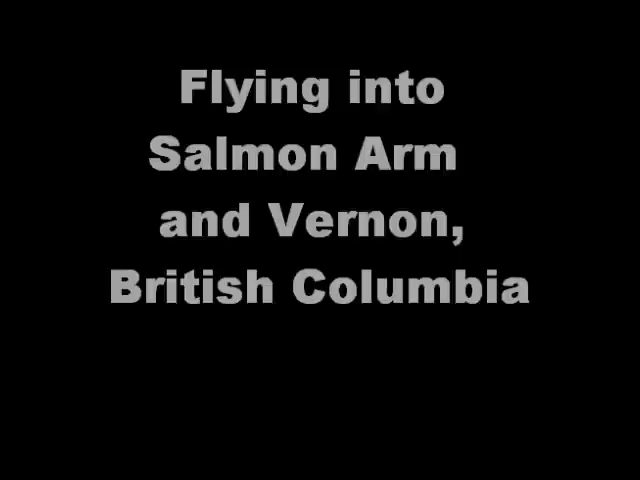 Flying into
Salmon Arm
and Vernon,
British Columbia